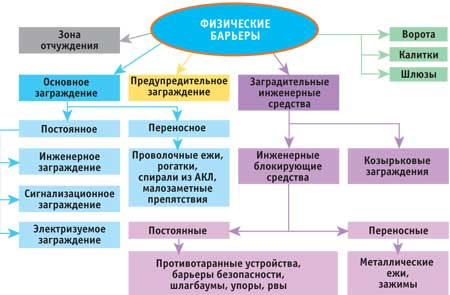 ФИЗИЧЕСКИЕ
БАРЬЕРЫ
Зона
отчуждения
Ворота
Калитки
Шлюзы
Основное
заграждение
Предупредительное
заграждение
Заградительные
инженерные
средства
Постоянное
Переносное
Инженерное
заграждение
Сигнализационное
заграждение
Электризуемое
заграждение
Проволочные ежи,
рогатки,
спирали из АКЛ,
малозаметные
препятствия
Инженерные
блокирующие
средства
Козырьковые
заграждения
Постоянные
Переносные
Противотаранные устройства,
барьеры безопасности,
шлагбаумы, упоры, рвы
Металлические
ежи,
зажимы